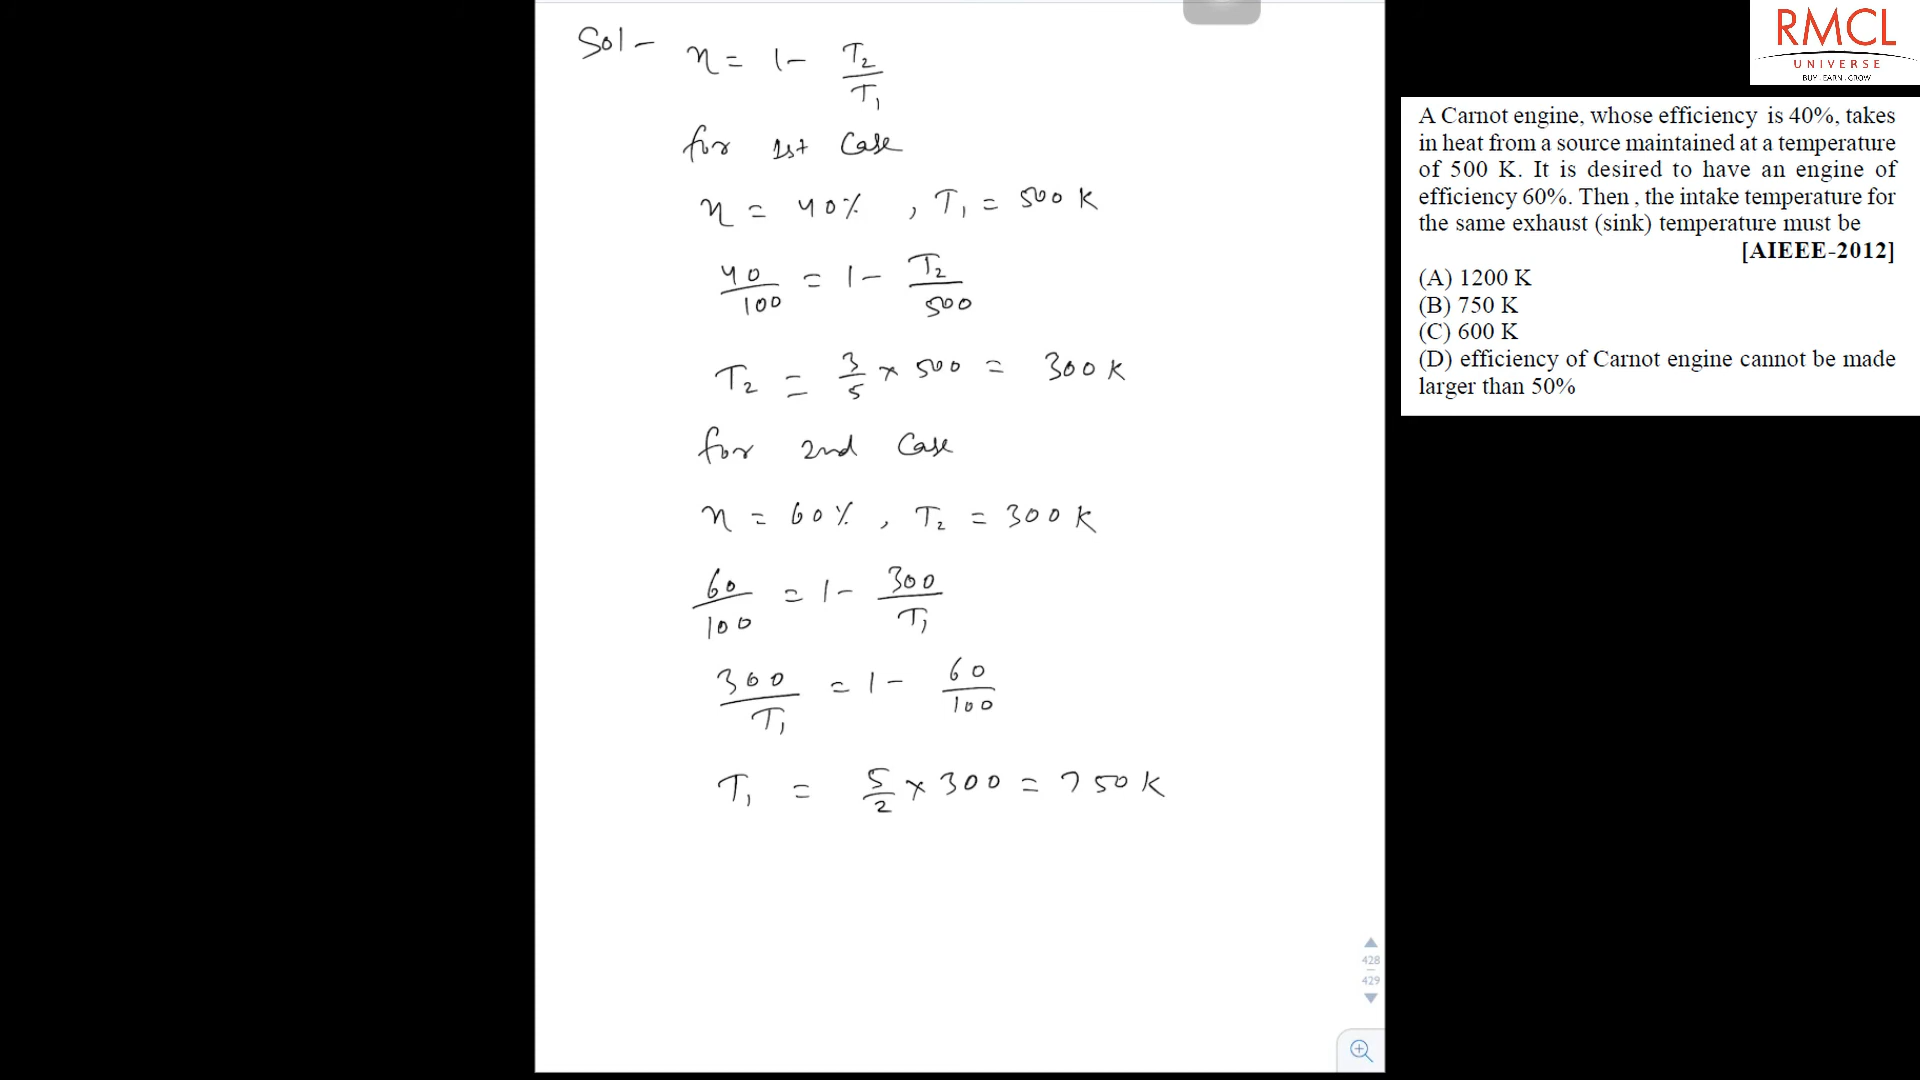 Sol - η = 1 - T₂/T₁
for 1st Case
η = 40% , T₁ = 500 K
40/100 = 1 - T₂/500
T₂ = 3/5 × 500 = 300 K
for 2nd Case
η = 60% , T₂ = 300 K
60/100 = 1 - 300/T₁
300/T₁ = 1 - 60/100
T₁ = 5/2 × 300 = 750 K
428
429
RMCL
UNIVERSE
BUY. EARN. GROW
A Carnot engine, whose efficiency is 40%, takes
in heat from a source maintained at a temperature
of 500 K. It is desired to have an engine of
efficiency 60%. Then , the intake temperature for
the same exhaust (sink) temperature must be
[AIEEE-2012]
(A) 1200 K
(B) 750 K
(C) 600 K
(D) efficiency of Carnot engine cannot be made
larger than 50%